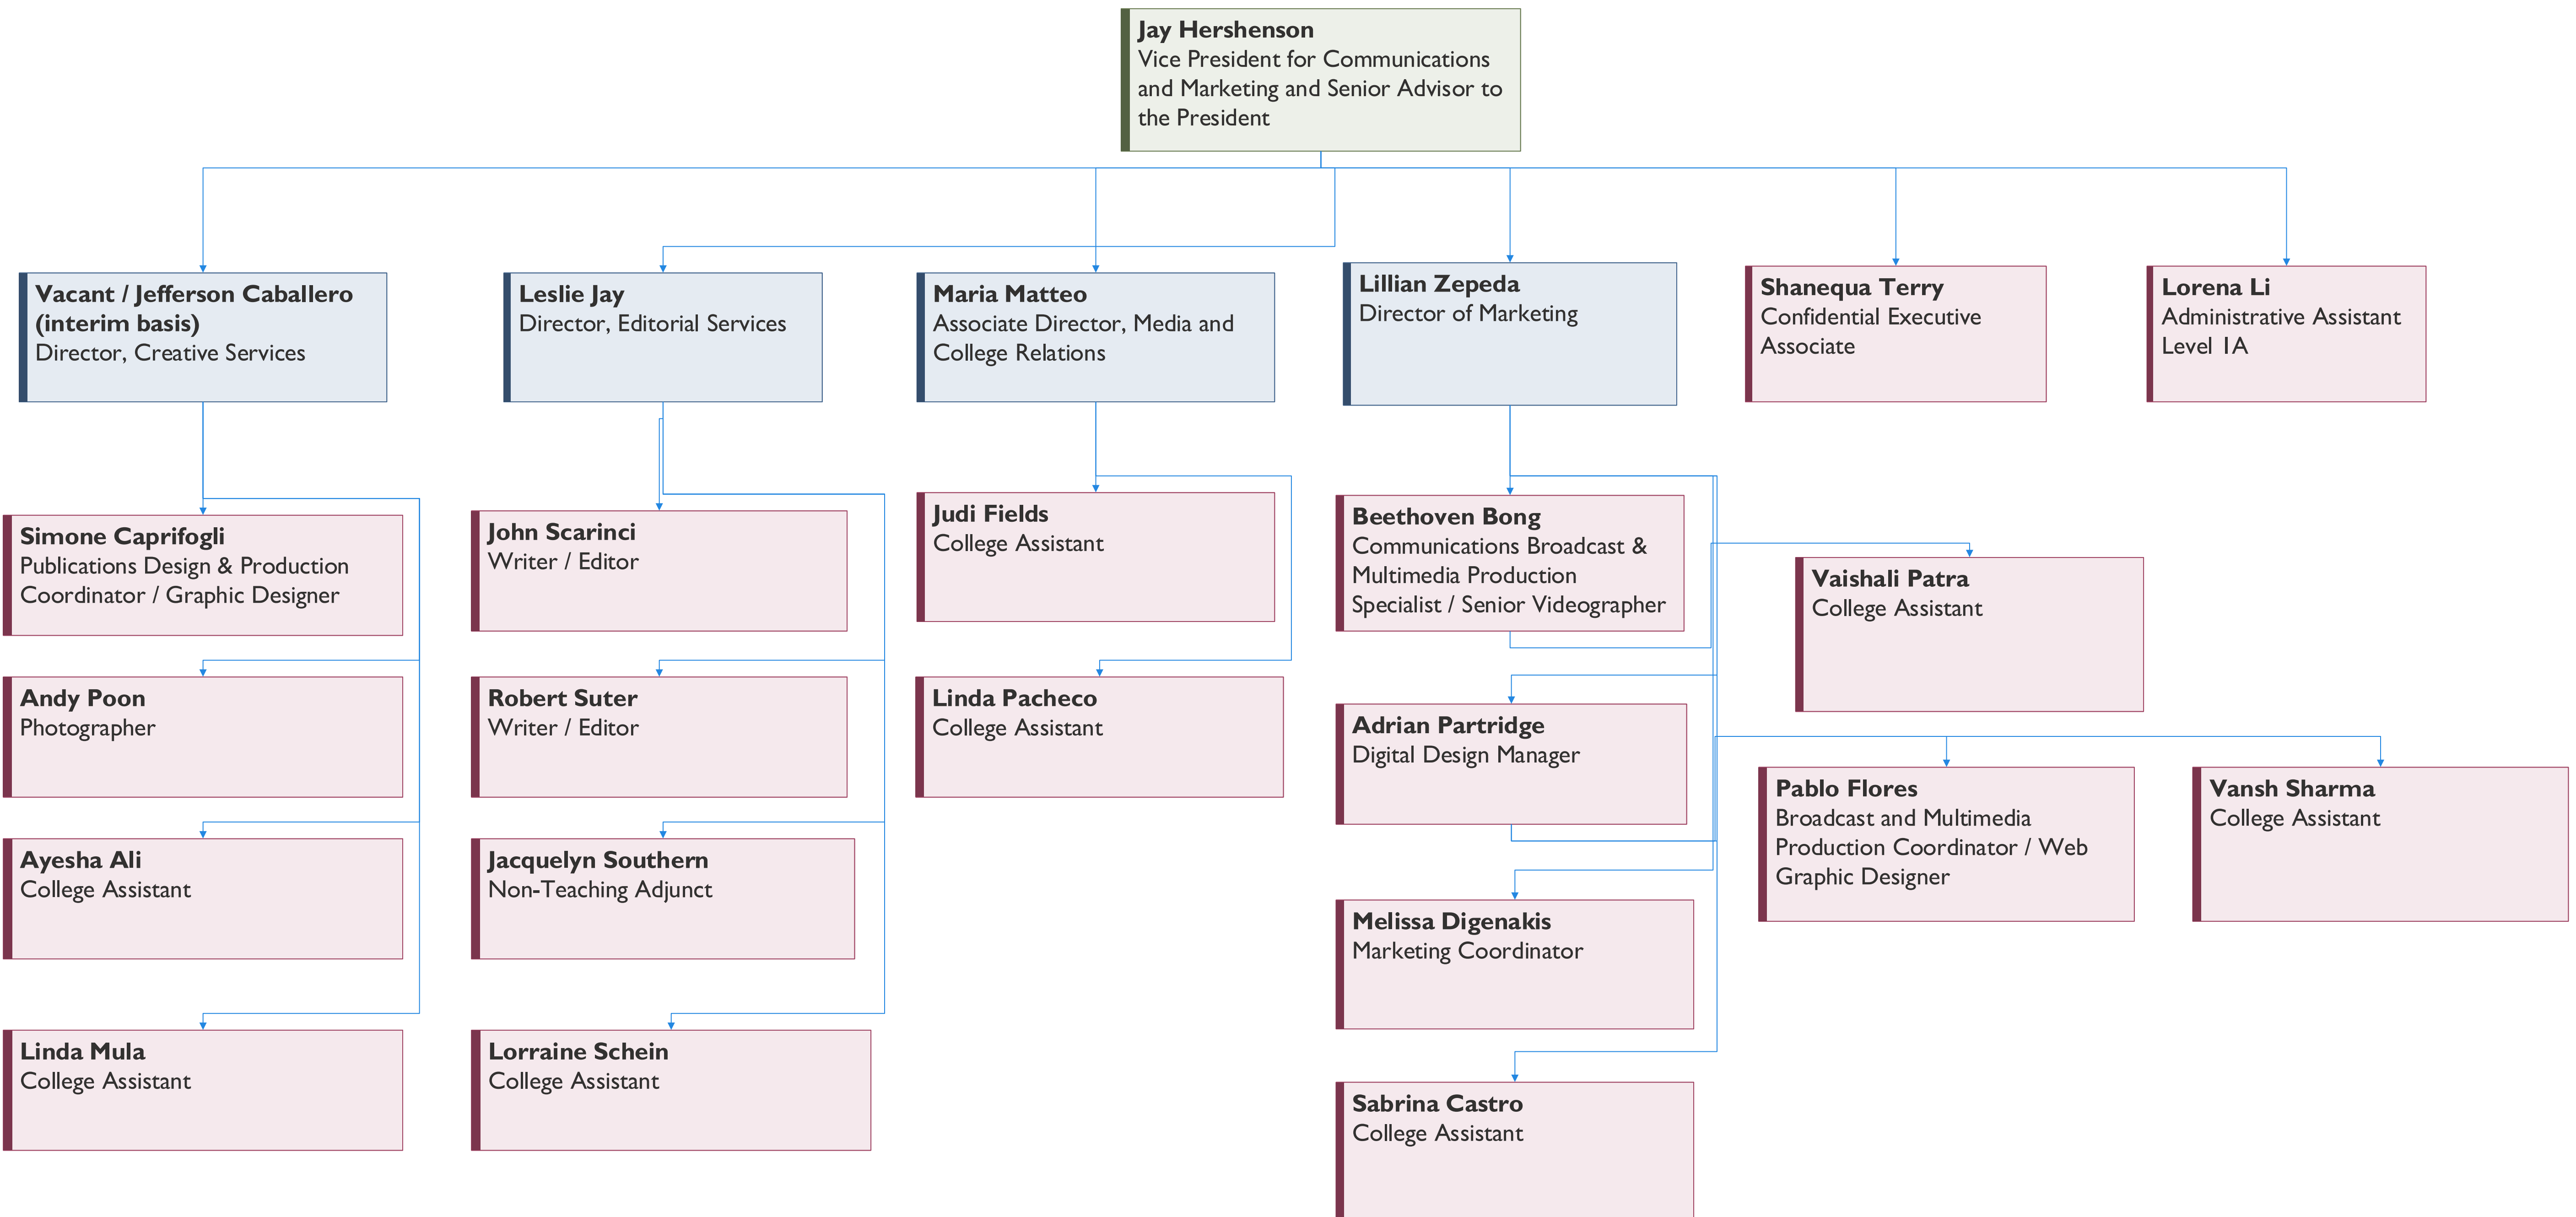 Jay Hershenson
Vice President for Communications
and Marketing and Senior Advisor to
the President
Vacant / Jefferson Caballero
(interim basis)
Director, Creative Services
Leslie Jay
Director, Editorial Services
Maria Matteo
Associate Director, Media and
College Relations
Lillian Zepeda
Director of Marketing
Shanequa Terry
Confidential Executive
Associate
Lorena Li
Administrative Assistant
Level 1A
Simone Caprifogli
Publications Design & Production
Coordinator / Graphic Designer
John Scarinci
Writer / Editor
Judi Fields
College Assistant
Beethoven Bong
Communications Broadcast &
Multimedia Production
Specialist / Senior Videographer
Vaishali Patra
College Assistant
Andy Poon
Photographer
Robert Suter
Writer / Editor
Linda Pacheco
College Assistant
Adrian Partridge
Digital Design Manager
Pablo Flores
Broadcast and Multimedia
Production Coordinator / Web
Graphic Designer
Vansh Sharma
College Assistant
Ayesha Ali
College Assistant
Jacquelyn Southern
Non-Teaching Adjunct
Melissa Digenakis
Marketing Coordinator
Linda Mula
College Assistant
Lorraine Schein
College Assistant
Sabrina Castro
College Assistant